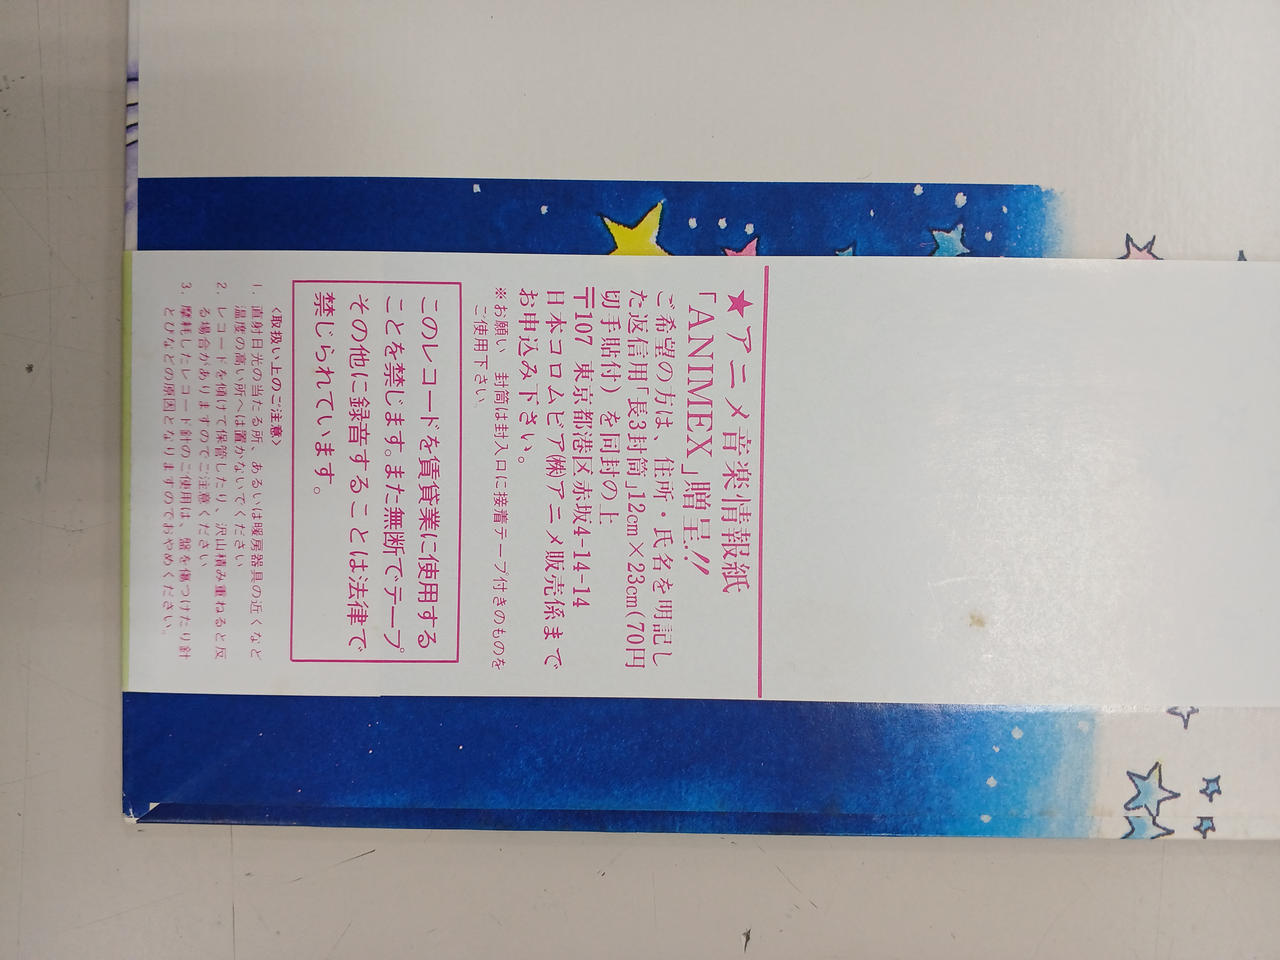 ★アニメ音楽情報紙
「ANIMEX」贈呈!!
ご希望の方は、住所・氏名を明記し
た返信用「長3封筒」12cm×23cm(70円
切手貼付）を同封の上
〒107 東京都港区赤坂4-14-14
日本コロムビア㈱アニメ販売係まで
お申込み下さい。
※お願い 封筒は封入口に接着テープ付きのものを
ご使用下さい。
このレコードを賃貸業に使用する
ことを禁じます。また無断でテープ
その他に録音することは法律で
禁じられています。
〈取扱い上のご注意〉
1. 直射日光の当たる所、あるいは暖房器具の近くなど
温度の高い所へは置かないでください
2. レコードを傾けて保管したり、沢山積み重ねると反
る場合がありますのでご注意ください
3. 摩耗したレコード針のご使用は、盤を傷つけたり針
とびなどの原因となりますのでおやめください。